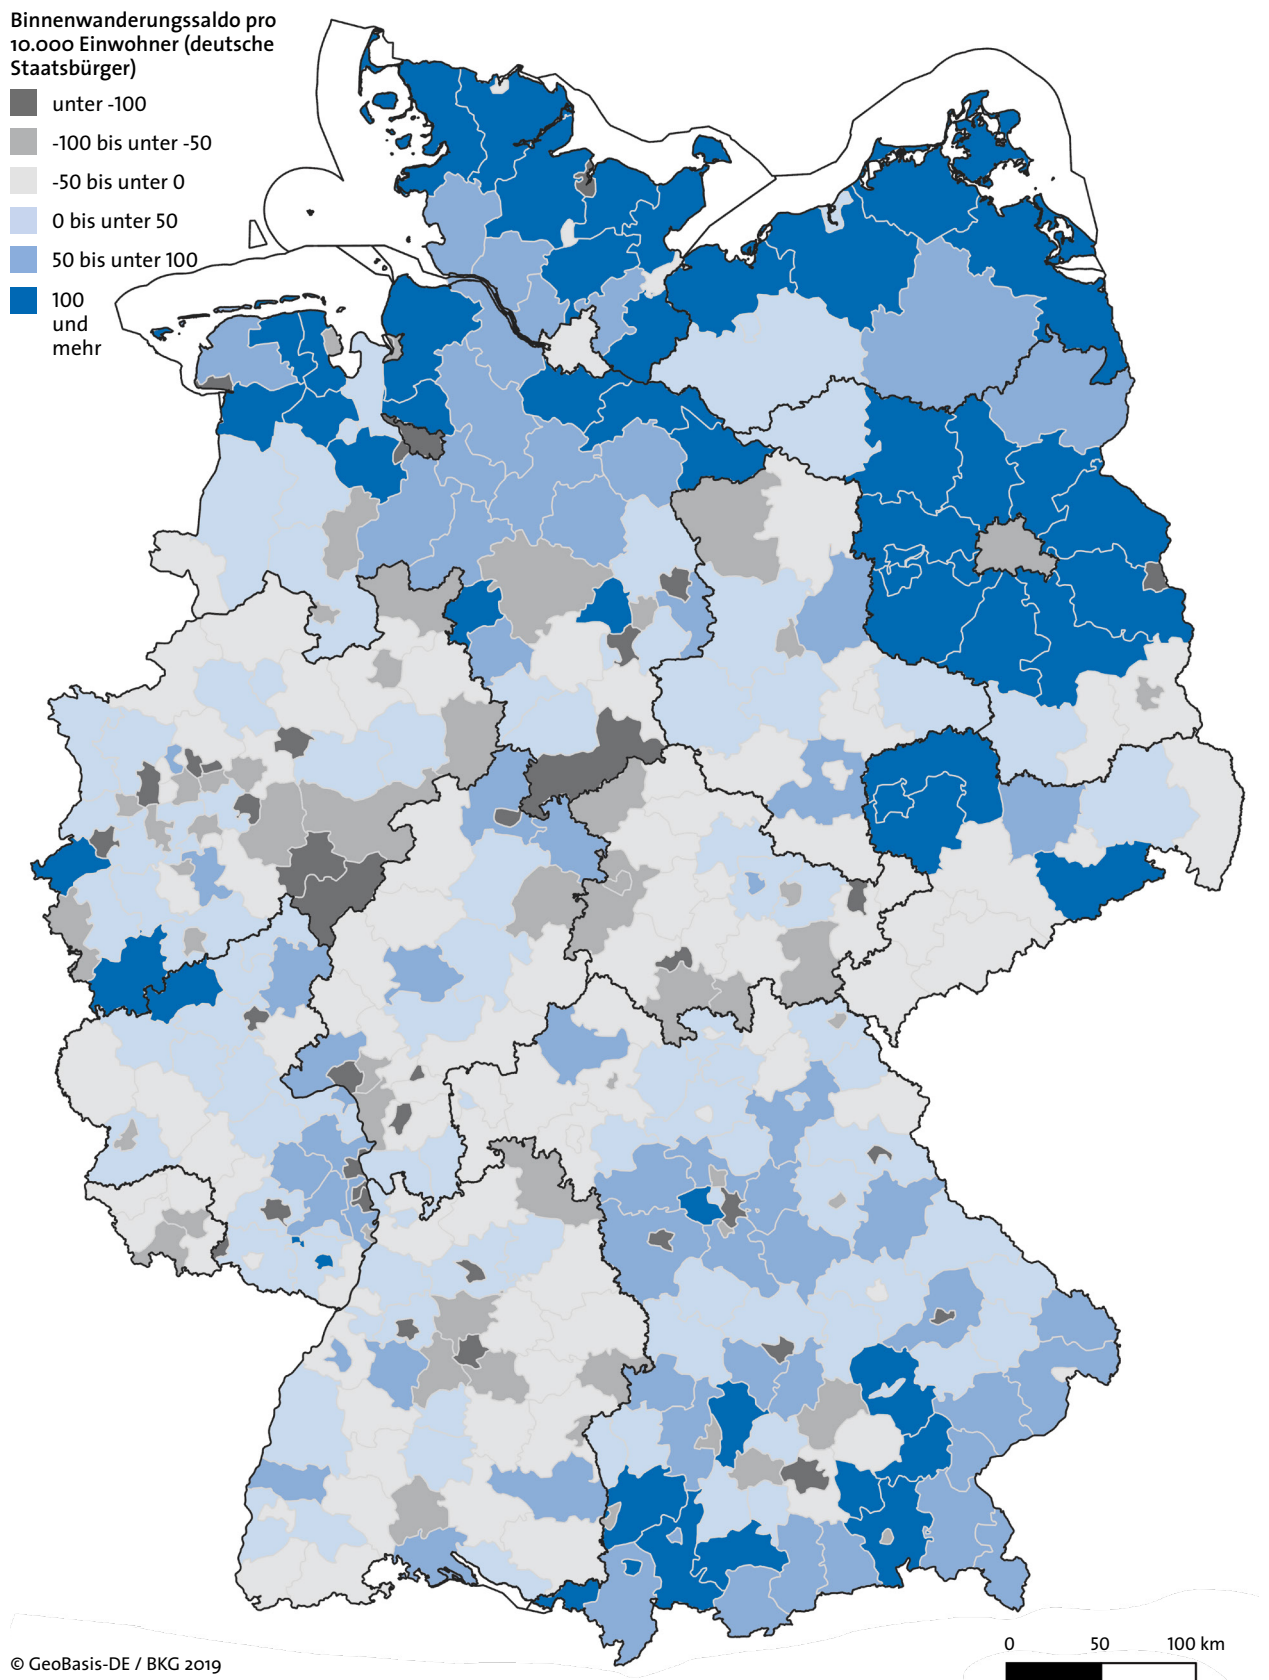 Binnenwanderungssaldo pro
10.000 Einwohner (deutsche
Staatsbürger)
unter -100
-100 bis unter -50
-50 bis unter 0
0 bis unter 50
50 bis unter 100
100
und
mehr
0 50 100 km
© GeoBasis-DE / BKG 2019